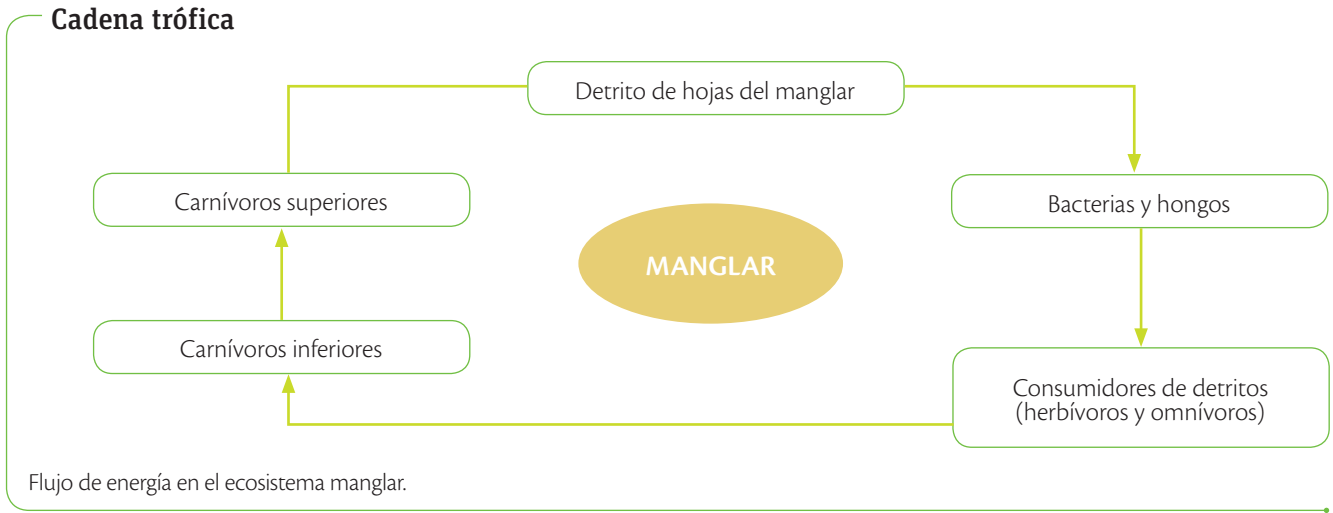 Cadena trófica
Detrito de hojas del manglar
Carnívoros superiores
Bacterias y hongos
MANGLAR
Carnívoros inferiores
Consumidores de detritos
(herbívoros y omnívoros)
Flujo de energía en el ecosistema manglar.